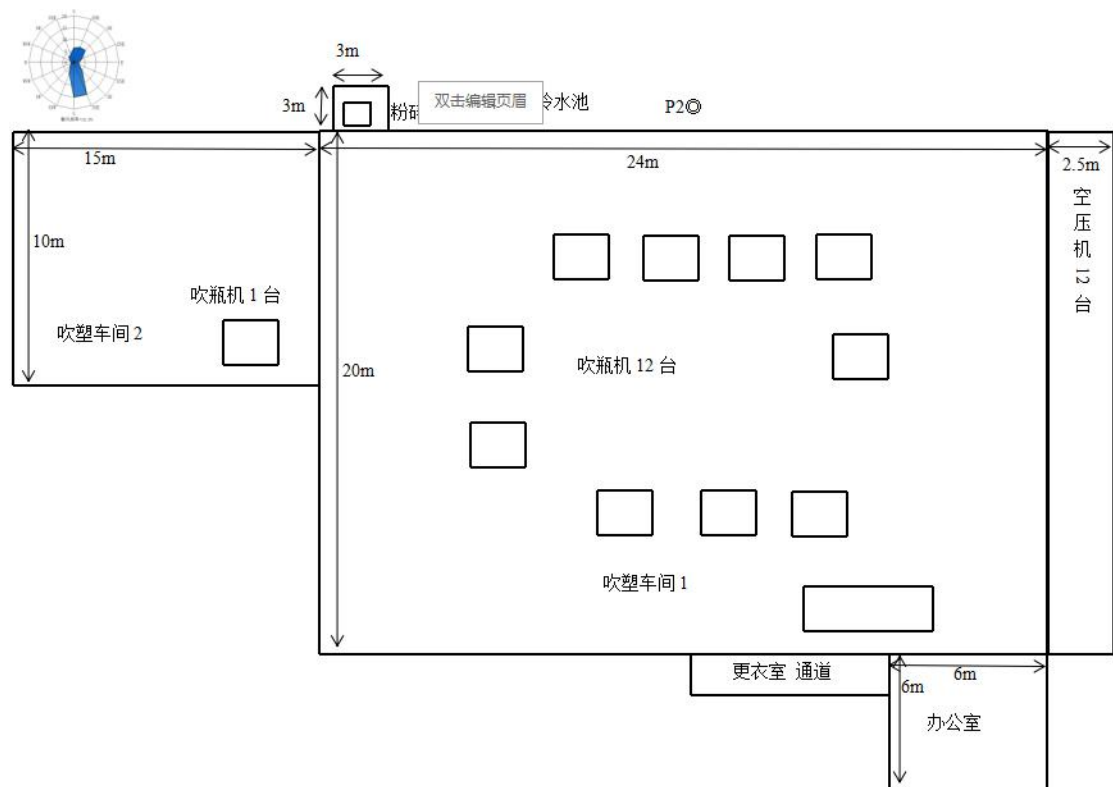 3m
3m
粉碎
双击编辑页眉
冷水池
P2◎
15m
24m
2.5m
空压机12台
10m
吹瓶机 1 台
吹塑车间 2
20m
吹瓶机 12 台
吹塑车间 1
更衣室 通道
6m
6m
办公室